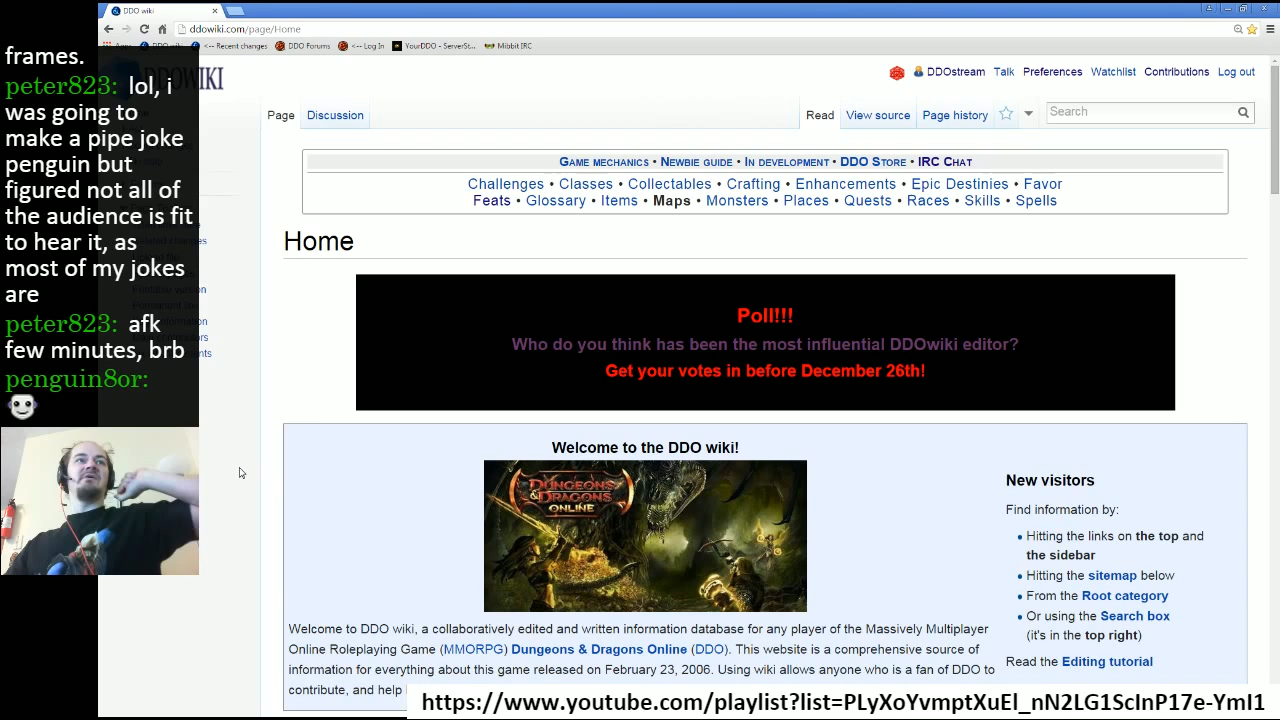 DDO wiki
ddowiki.com/page/Home
<-- Recent changes
DDO Forums
<-- Log In
YourDDO - ServerSt...
Mibbit IRC
frames.
peter823: lol, i
was going to
make a pipe joke
penguin but
figured not all of
the audience is fit
to hear it, as
most of my jokes
are
peter823: afk
few minutes, brb
penguin8or:
DDOWIKI
DDOstream Talk Preferences Watchlist Contributions Log out
Page Discussion
Read View source Page history
Search
GAME MECHANICS • NEWBIE GUIDE • IN DEVELOPMENT • DDO STORE • IRC CHAT
Challenges • Classes • Collectables • Crafting • Enhancements • Epic Destinies • Favor
Feats • Glossary • Items • Maps • Monsters • Places • Quests • Races • Skills • Spells
Home
Poll!!!
Who do you think has been the most influential DDOwiki editor?
Get your votes in before December 26th!
Welcome to the DDO wiki!
DUNGEONS & DRAGONS
ONLINE
Welcome to DDO wiki, a collaboratively edited and written information database for any player of the Massively Multiplayer
Online Roleplaying Game (MMORPG) Dungeons & Dragons Online (DDO). This website is a comprehensive source of
information for everything about this game released on February 23, 2006. Using wiki allows anyone who is a fan of DDO to
contribute, and help
New visitors
Find information by:
• Hitting the links on the top and
the sidebar
• Hitting the sitemap below
• From the Root category
• Or using the Search box
(it's in the top right)
Read the Editing tutorial
https://www.youtube.com/playlist?list=PLyXoYvmptXuEl_nN2LG1ScInP17e-YmI1